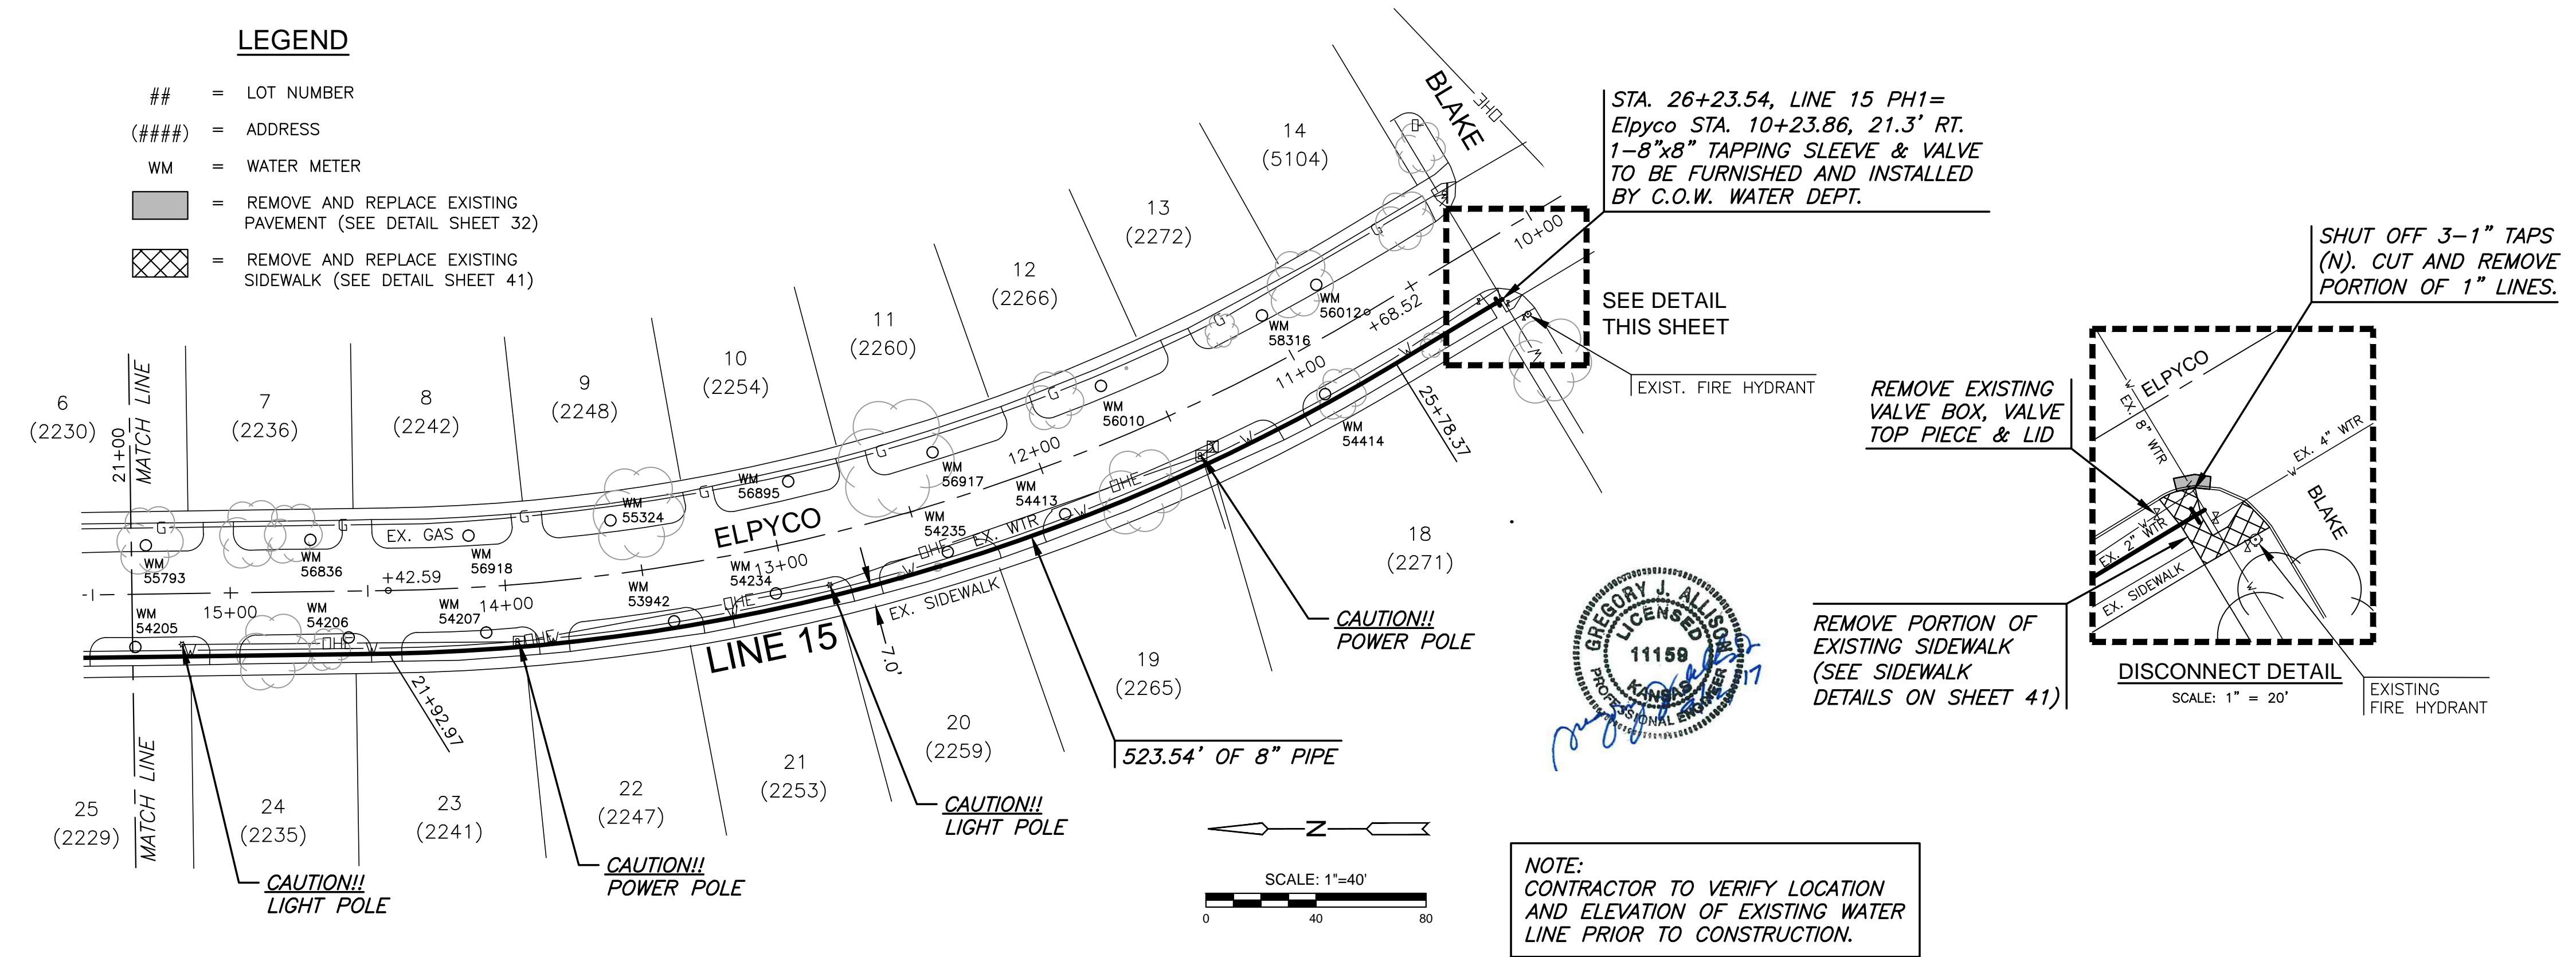 LEGEND
## = LOT NUMBER
(####) = ADDRESS
WM = WATER METER
= REMOVE AND REPLACE EXISTING
PAVEMENT (SEE DETAIL SHEET 32)
= REMOVE AND REPLACE EXISTING
SIDEWALK (SEE DETAIL SHEET 41)
6
(2230)
21+00
MATCH LINE
7
(2236)
8
(2242)
9
(2248)
10
(2254)
11
(2260)
12
(2266)
13
(2272)
14
(5104)
BLAKE
OHE
STA. 26+23.54, LINE 15 PH1=
Elpyco STA. 10+23.86, 21.3' RT.
1-8"x8" TAPPING SLEEVE & VALVE
TO BE FURNISHED AND INSTALLED
BY C.O.W. WATER DEPT.
10+00
SEE DETAIL
THIS SHEET
EXIST. FIRE HYDRANT
WM
56012
+68.52
WM
58316
11+00
WM
56010
12+00
WM
56917
WM
56895
WM
55324
WM
56918
EX. GAS
WM
56836
WM
55793
G
G
G
G
G
G
G
G
ELPYCO
WM
54414
25+78.37
WM
54413
WM
54235
EX. WTR
OHE
OHE
WM
54234
13+00
OHE
WM
53942
WM
54207
14+00
+42.59
WM
54206
15+00
WM
54205
OHE
OHE
W
W
W
W
W
W
W
W
W
LINE 15
EX. SIDEWALK
7.0'
21+92.97
18
(2271)
19
(2265)
20
(2259)
21
(2253)
22
(2247)
23
(2241)
24
(2235)
25
(2229)
MATCH LINE
CAUTION!!
LIGHT POLE
CAUTION!!
POWER POLE
CAUTION!!
LIGHT POLE
523.54' OF 8" PIPE
CAUTION!!
POWER POLE
N
SCALE: 1"=40'
0 40 80
GREGORY J. ALLISON
LICENSED
11159
KANSAS
PROFESSIONAL ENGINEER
NOTE:
CONTRACTOR TO VERIFY LOCATION
AND ELEVATION OF EXISTING WATER
LINE PRIOR TO CONSTRUCTION.
SHUT OFF 3-1" TAPS
(N). CUT AND REMOVE
PORTION OF 1" LINES.
REMOVE EXISTING
VALVE BOX, VALVE
TOP PIECE & LID
REMOVE PORTION OF
EXISTING SIDEWALK
(SEE SIDEWALK
DETAILS ON SHEET 41)
ELPYCO
W
EX. 8" WTR
EX. 4" WTR
W
BLAKE
W
EX. 2" WTR
EX. SIDEWALK
W
DISCONNECT DETAIL
SCALE: 1" = 20'
EXISTING
FIRE HYDRANT